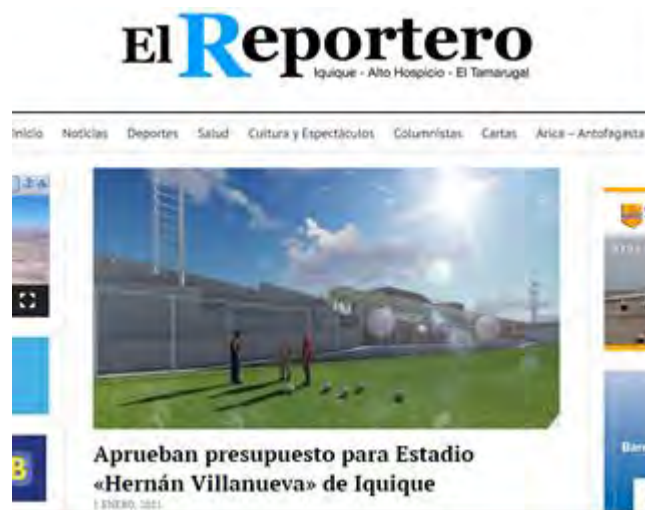 El Reportero
Iquique - Alto Hospicio - El Tamarugal
Inicio Noticias Deportes Salud Cultura y Espectáculos Columnistas Cartas Arica – Antofagasta
Aprueban presupuesto para Estadio
«Hernán Villanueva» de Iquique
1 ENERO, 2021
B
Ban